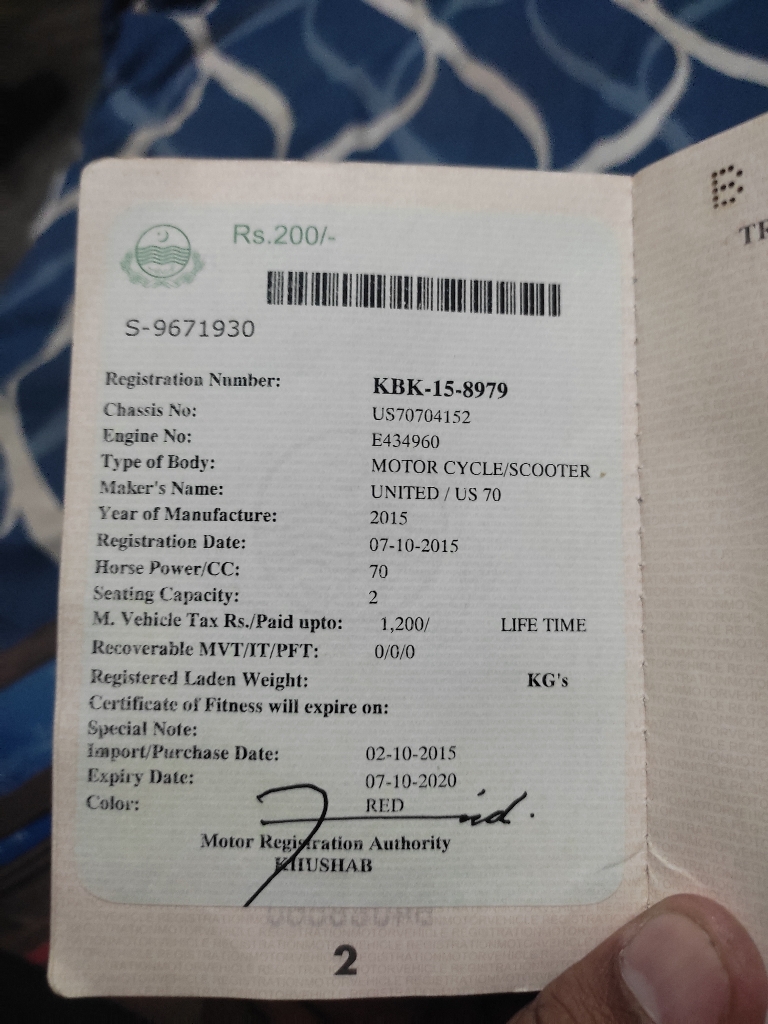 Rs.200/-
S-9671930
Registration Number: KBK-15-8979
Chassis No: US70704152
Engine No: E434960
Type of Body: MOTOR CYCLE/SCOOTER
Maker's Name: UNITED / US 70
Year of Manufacture: 2015
Registration Date: 07-10-2015
Horse Power/CC: 70
Seating Capacity: 2
M. Vehicle Tax Rs./Paid upto: 1,200/ LIFE TIME
Recoverable MVT/IT/PFT: 0/0/0
Registered Laden Weight: KG's
Certificate of Fitness will expire on:
Special Note:
Import/Purchase Date: 02-10-2015
Expiry Date: 07-10-2020
Color: RED
Motor Registration Authority
KHUSHAB
2
B